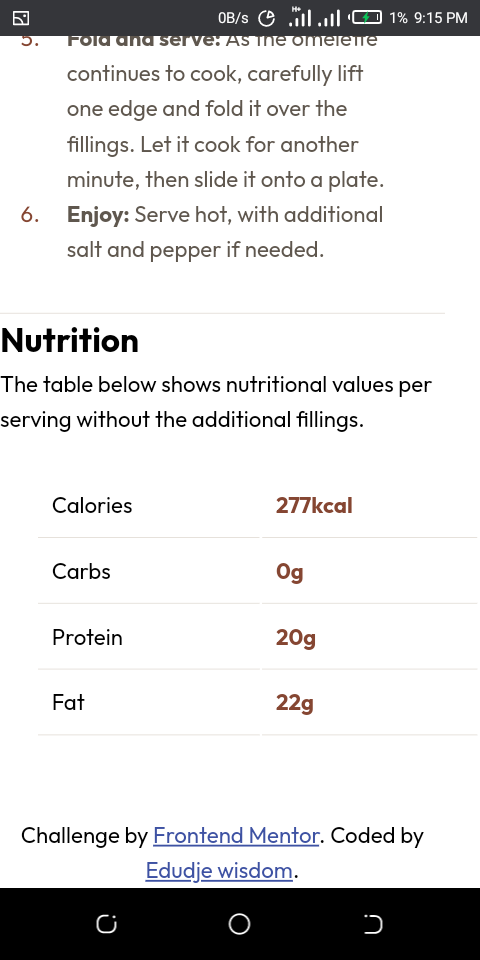 0B/s H+ 1% 9:15 PM
5. Fold and serve: As the omelette
continues to cook, carefully lift
one edge and fold it over the
fillings. Let it cook for another
minute, then slide it onto a plate.
6. Enjoy: Serve hot, with additional
salt and pepper if needed.
Nutrition
The table below shows nutritional values per
serving without the additional fillings.
Calories 277kcal
Carbs 0g
Protein 20g
Fat 22g
Challenge by Frontend Mentor. Coded by
Edudje wisdom.